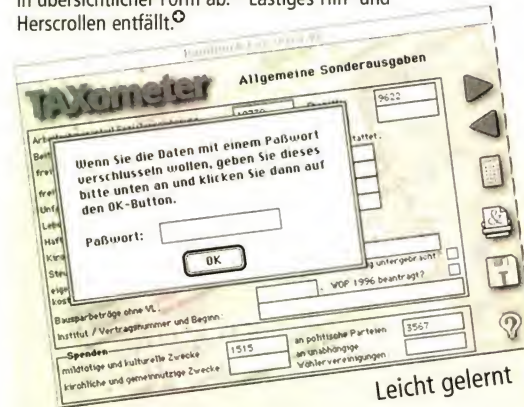 in übersichtlicher Form ab.
Lästiges Hin- und
Herscrollen entfällt.
TAXometer
Allgemeine Sonderausgaben
9622
Wenn Sie die Daten mit einem Paßwort
verschlusseln wollen, geben Sie dieses
bitte unten an und klicken Sie dann auf
den OK-Button.
Paßwort:
OK
WOP 1996 beantragt?
Bausparbeträge ohne VL:
Institut / Vertragsnummer und Beginn:
Spenden
mildtätige und kulturelle Zwecke 1515 an politische Parteien 3567
kirchliche und gemeinnutzige Zwecke an unabhängige
Wählervereinigungen
Leicht gelernt